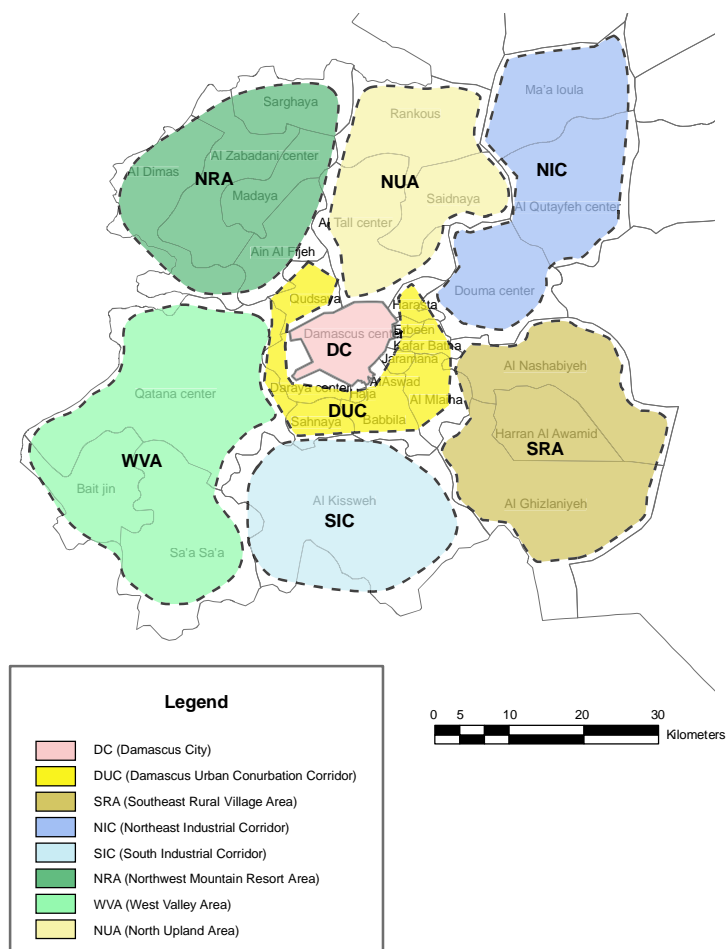 Ma'a loula
Sarghaya
Rankous
Al Zabadani center
Al Dimas
NRA
NUA
NIC
Madaya
Saidnaya
Al Qutayfeh center
Al Tall center
Ain Al Fijeh
Qudsaya
Harasta
Douma center
Damascus center
Erbeen
Kafar Batna
DC
Jaramana
Al Nashabiyeh
Daraya center
Al Aswad
Haja
Al Mlaiha
Qatana center
DUC
Sahnaya
Babbila
Harran Al Awamid
SRA
WVA
Bait jin
Al Kissweh
Al Ghizlaniyeh
SIC
Sa'a Sa'a
Legend
DC (Damascus City)
DUC (Damascus Urban Conurbation Corridor)
SRA (Southeast Rural Village Area)
NIC (Northeast Industrial Corridor)
SIC (South Industrial Corridor)
NRA (Northwest Mountain Resort Area)
WVA (West Valley Area)
NUA (North Upland Area)
0 5 10 20 30
Kilometers